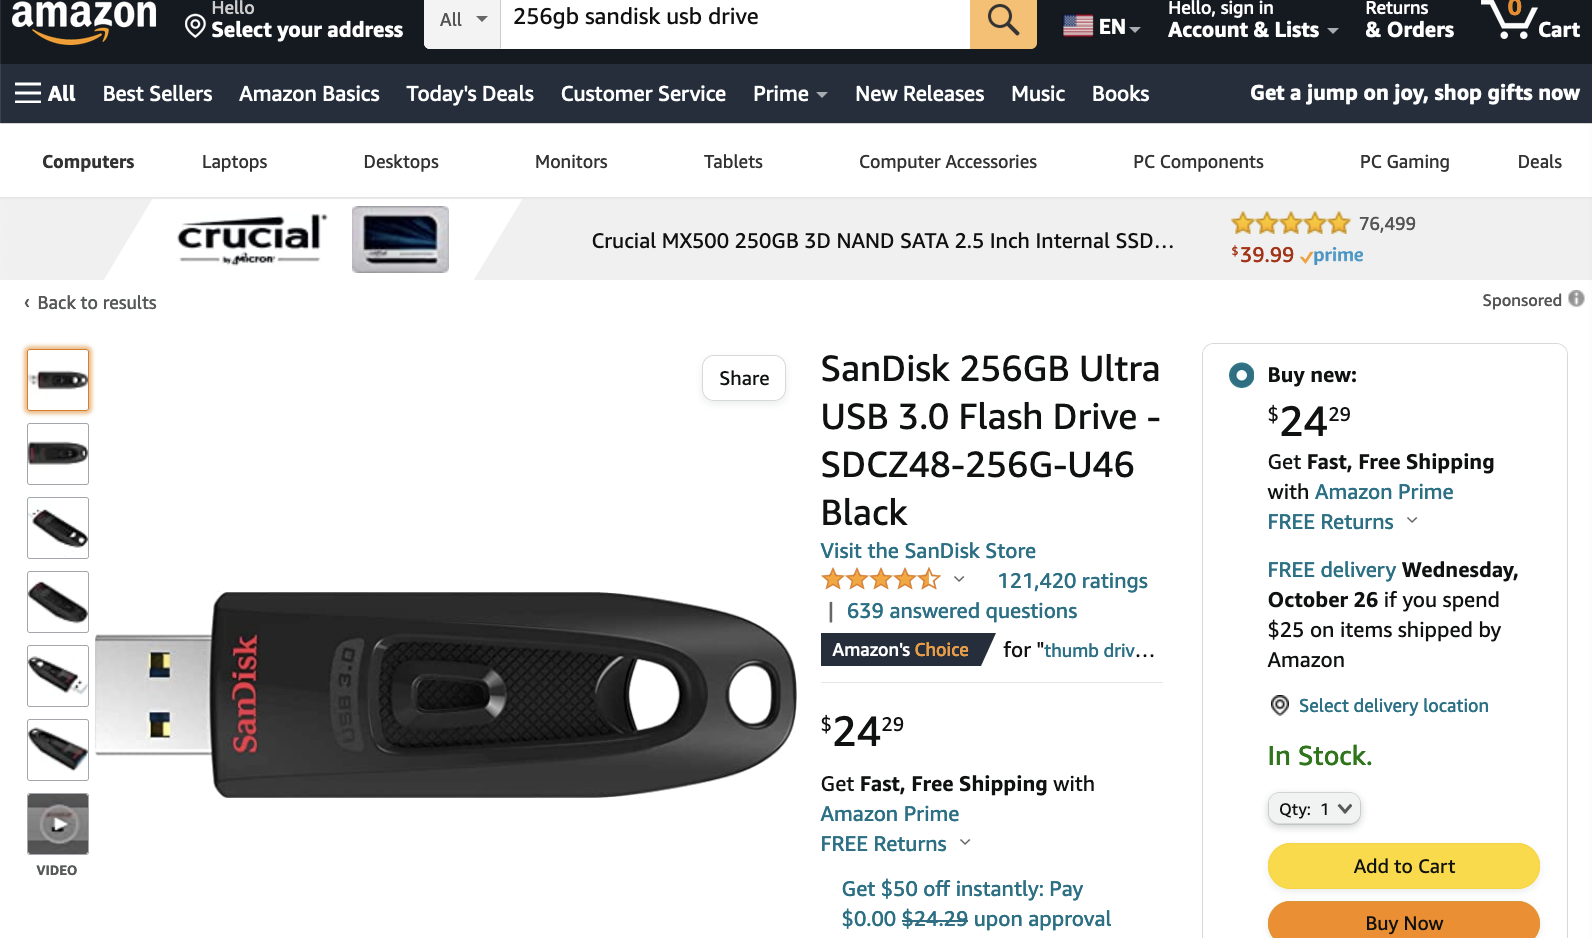 amazon
Hello
Select your address
All
256gb sandisk usb drive
EN
Hello, sign in
Account & Lists
Returns
& Orders
0
Cart
All
Best Sellers
Amazon Basics
Today's Deals
Customer Service
Prime
New Releases
Music
Books
Get a jump on joy, shop gifts now
Computers
Laptops
Desktops
Monitors
Tablets
Computer Accessories
PC Components
PC Gaming
Deals
crucial
by Micron
Crucial MX500 250GB 3D NAND SATA 2.5 Inch Internal SSD...
76,499
$39.99 prime
‹ Back to results
Sponsored
Share
VIDEO
SanDisk
USB 3.0
SanDisk 256GB Ultra
USB 3.0 Flash Drive -
SDCZ48-256G-U46
Black
Visit the SanDisk Store
121,420 ratings
| 639 answered questions
Amazon's Choice for "thumb driv...
$24 29
Get Fast, Free Shipping with
Amazon Prime
FREE Returns
Get $50 off instantly: Pay
$0.00 $24.29 upon approval
Buy new:
$24 29
Get Fast, Free Shipping
with Amazon Prime
FREE Returns
FREE delivery Wednesday,
October 26 if you spend
$25 on items shipped by
Amazon
Select delivery location
In Stock.
Qty: 1
Add to Cart
Buy Now